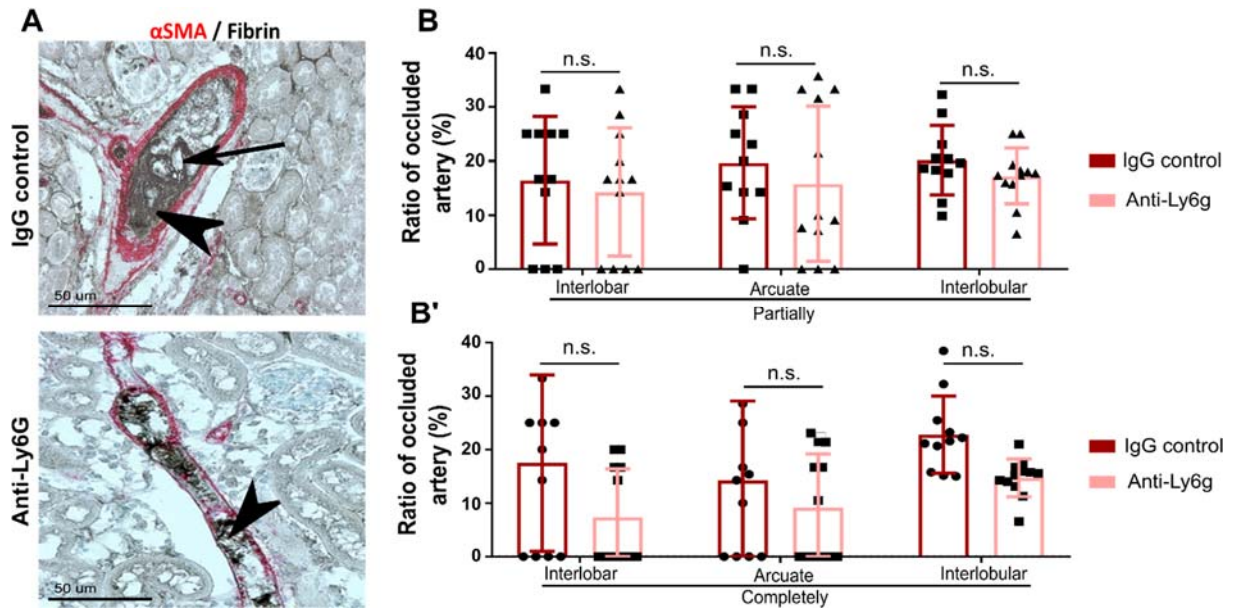 A
αSMA / Fibrin
IgG control
50 um
Anti-Ly6G
50 um
B
Ratio of occluded
artery (%)
40
30
20
10
0
n.s.
n.s.
n.s.
Interlobar
Arcuate
Interlobular
Partially
IgG control
Anti-Ly6g
B'
Ratio of occluded
artery (%)
40
30
20
10
0
n.s.
n.s.
n.s.
Interlobar
Arcuate
Interlobular
Completely
IgG control
Anti-Ly6g